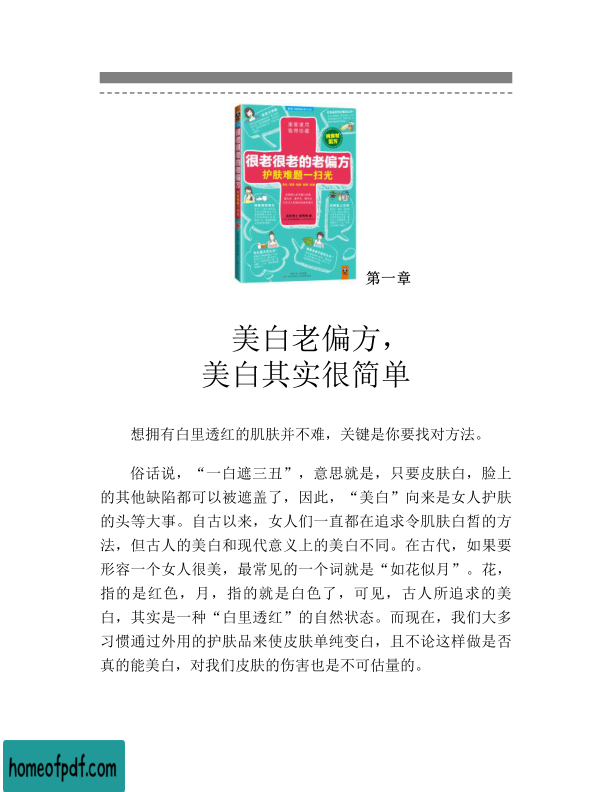 很老很老的老偏方
护肤难题一扫光
第一章
美白老偏方，
美白其实很简单
想拥有白里透红的肌肤并不难，关键是你要找对方法。
俗话说，“一白遮三丑”，意思就是，只要皮肤白，脸上
的其他缺陷都可以被遮盖了，因此，“美白”向来是女人护肤
的头等大事。自古以来，女人们一直都在追求令肌肤白皙的方
法，但古人的美白和现代意义上的美白不同。在古代，如果要
形容一个女人很美，最常见的一个词就是“如花似月”。花，
指的是红色，月，指的就是白色了，可见，古人所追求的美
白，其实是一种“白里透红”的自然状态。而现在，我们大多
习惯通过外用的护肤品来使皮肤单纯变白，且不论这样做是否
真的能美白，对我们皮肤的伤害也是不可估量的。
homeofpdf.com